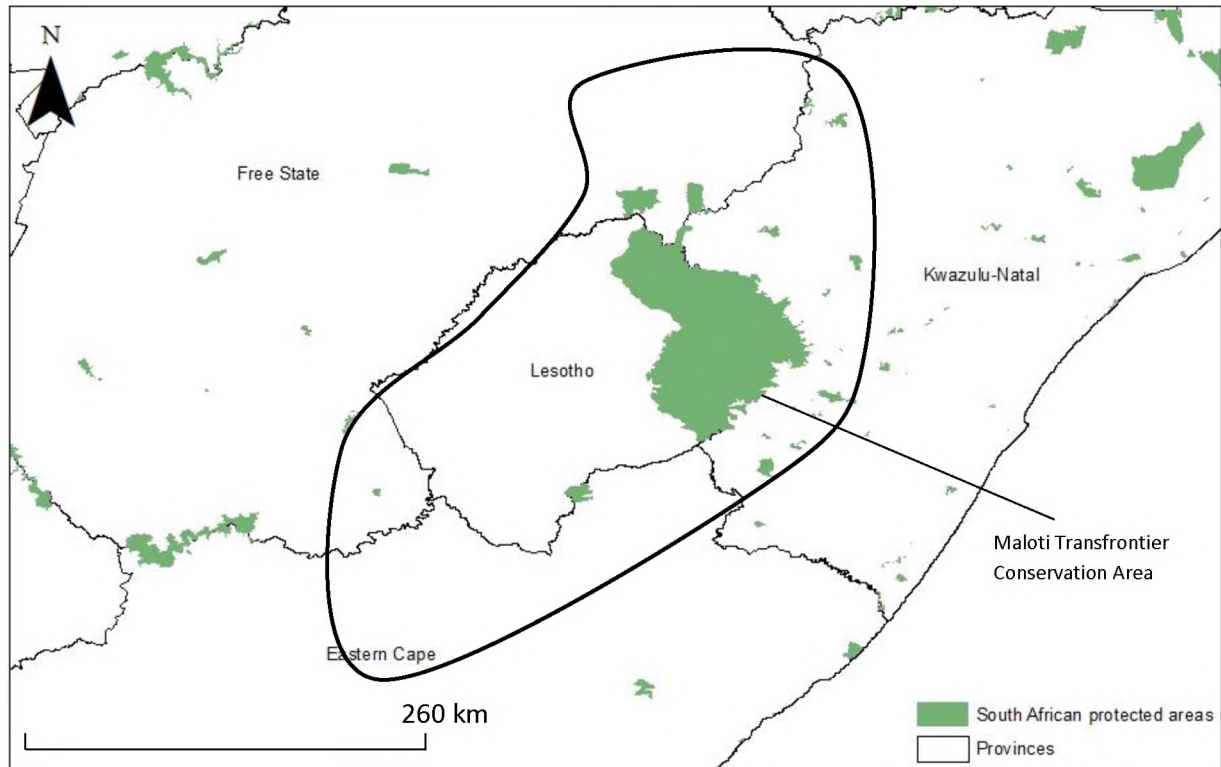 N
Free State
Kwazulu-Natal
Lesotho
Maloti Transfrontier
Conservation Area
Eastern Cape
260 km
South African protected areas
Provinces